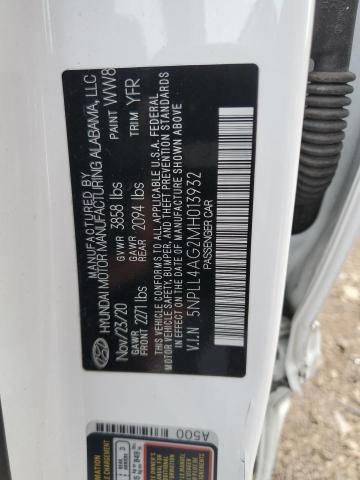 MANUFACTURED BY
HYUNDAI MOTOR MANUFACTURING ALABAMA, LLC
Nov/23/20 GVWR 3858 lbs PAINT WW8
GAWR FRONT 2271 lbs GAWR REAR 2094 lbs TRIM YFR
THIS VEHICLE CONFORMS TO
ALL APPLICABLE U.S.A. FEDERAL
MOTOR VEHICLE SAFETY, BUMPER, AND THEFT
PREVENTION STANDARDS IN EFFECT ON THE DATE
OF MANUFACTURE SHOWN ABOVE.
V.I.N 5NPLL4AG2MH013932
PASSENGER CAR
A500